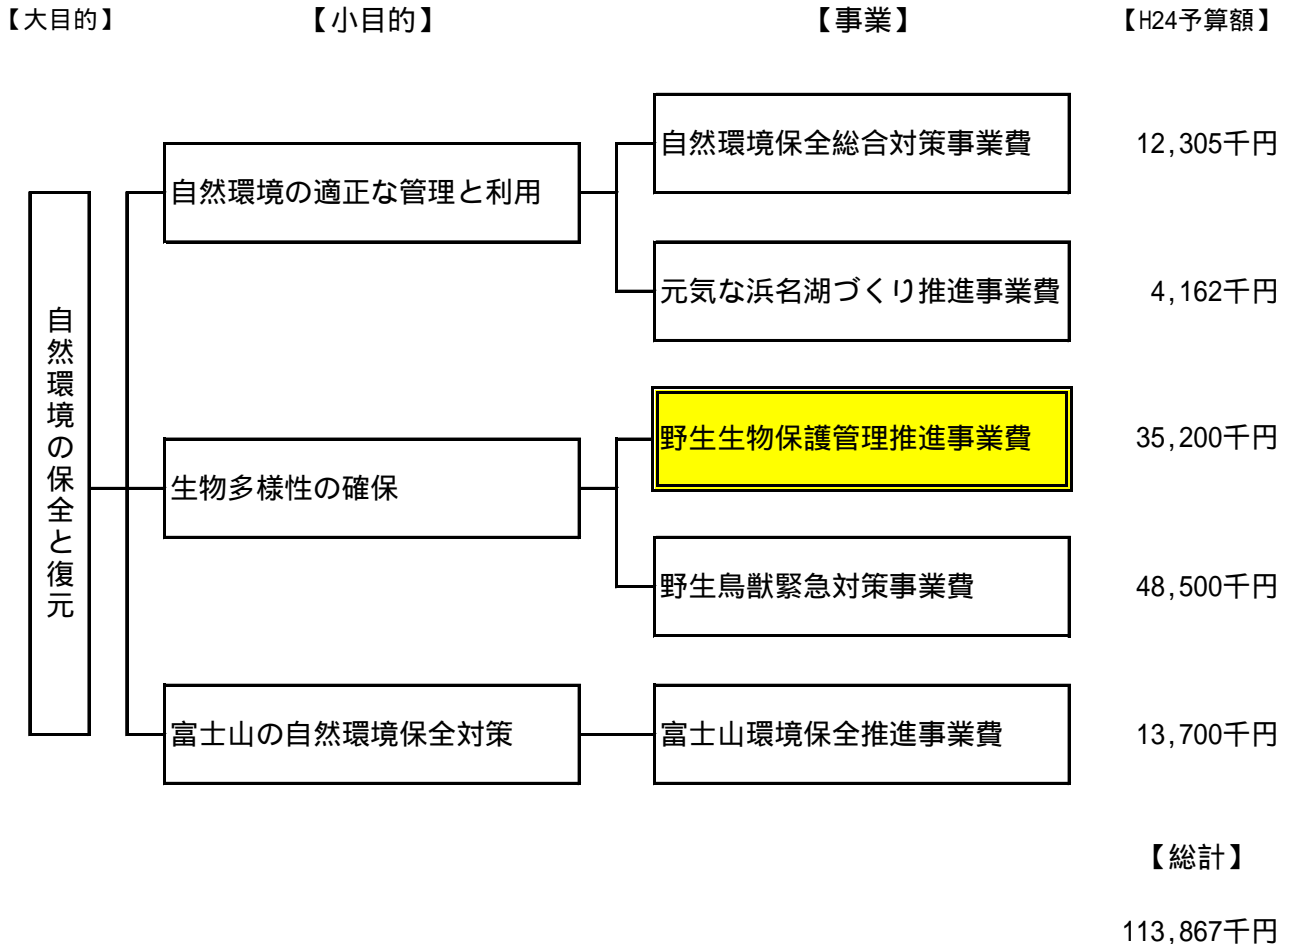 【大目的】 【小目的】 【事業】 【H24予算額】
自然環境保全総合対策事業費 12,305千円
自然環境の適正な管理と利用
元気な浜名湖づくり推進事業費 4,162千円
自然環境の保全と復元
野生生物保護管理推進事業費 35,200千円
生物多様性の確保
野生鳥獣緊急対策事業費 48,500千円
富士山の自然環境保全対策 富士山環境保全推進事業費 13,700千円
【総計】
113,867千円